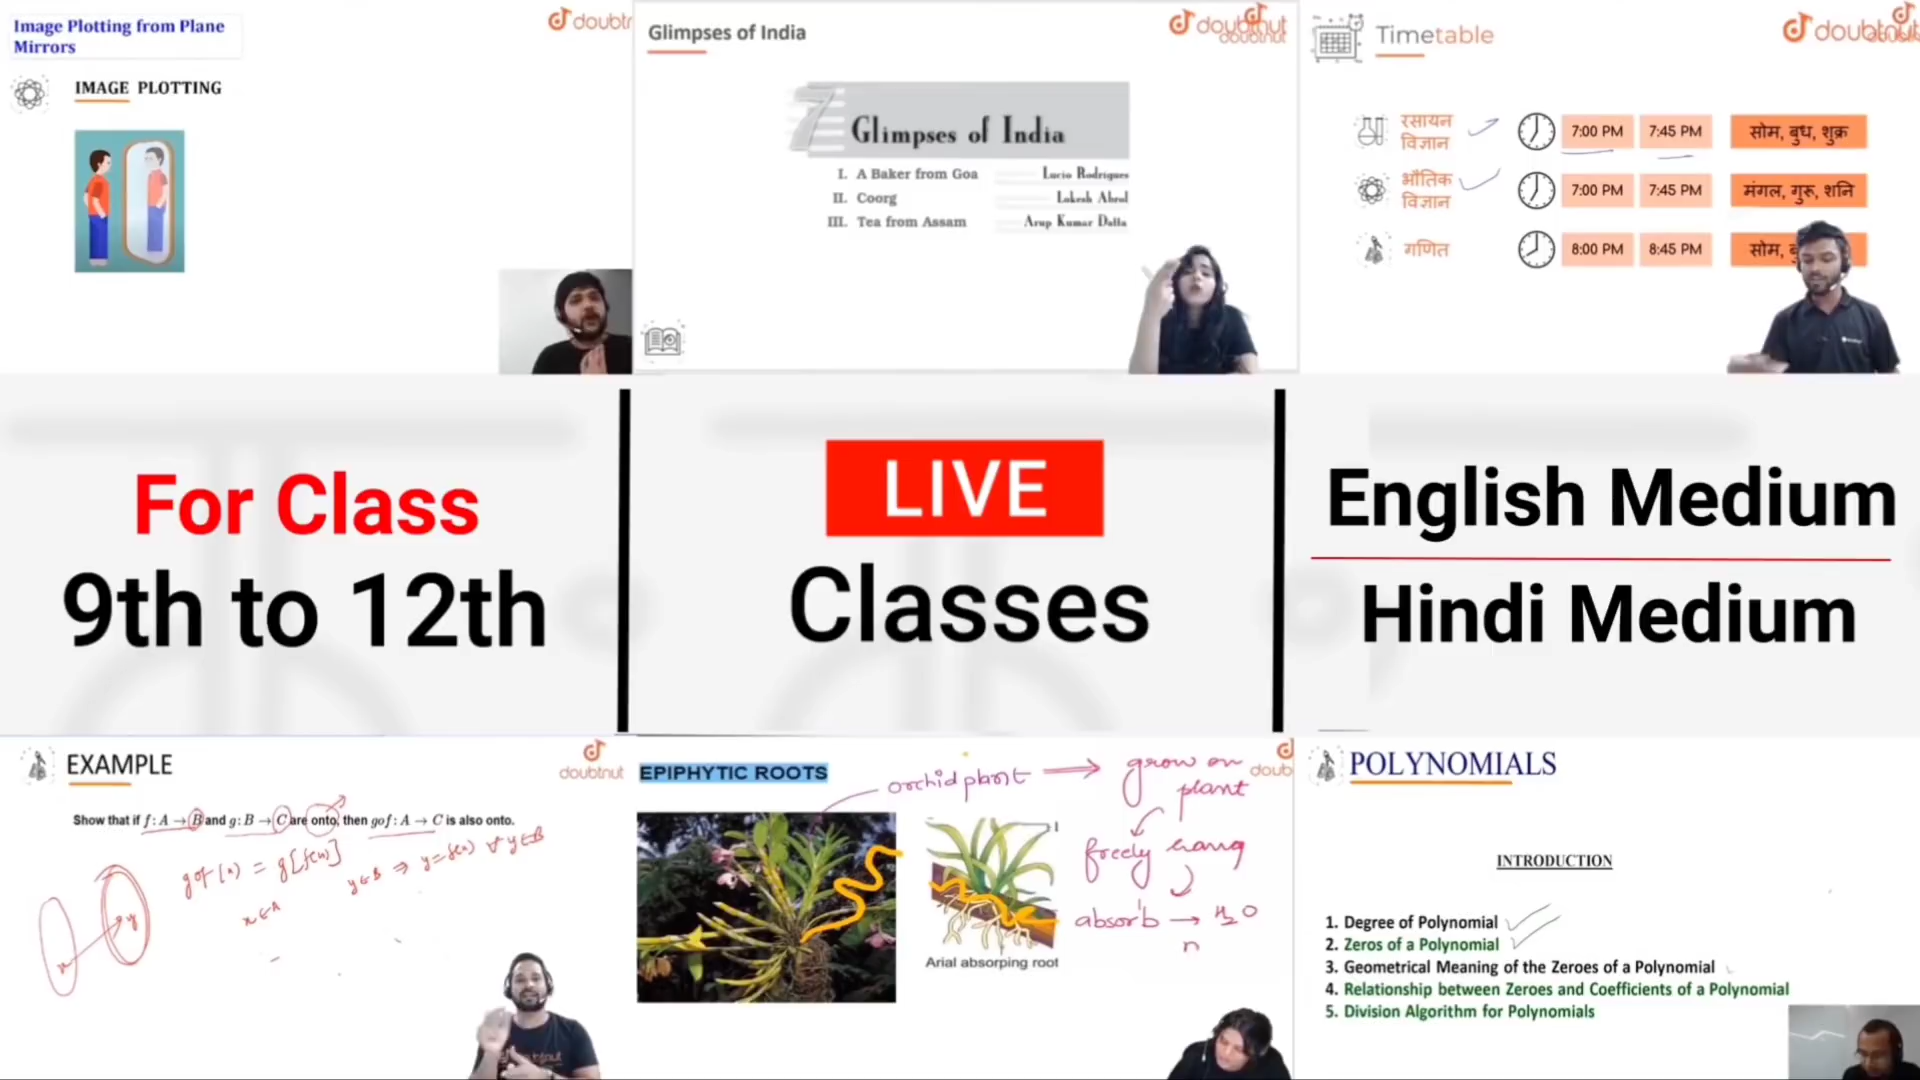 Image Plotting from Plane
Mirrors
IMAGE PLOTTING
Glimpses of India
doubtnut
7
Glimpses of India
I. A Baker from Goa Lucio Rodrigues
II. Coorg Lokesh Abrol
III. Tea from Assam Arup Kumar Datta
Timetable
doubtnut
रसायन
विज्ञान
7:00 PM 7:45 PM सोम, बुध, शुक्र
भौतिक
विज्ञान
7:00 PM 7:45 PM मंगल, गुरु, शनि
गणित 8:00 PM 8:45 PM सोम,
For Class
9th to 12th
LIVE
Classes
English Medium
Hindi Medium
EXAMPLE
doubtnut
Show that if f : A → B and g : B → C are onto, then gof : A → C is also onto.
gof(x) = g[f(x)]
x∈A
y∈B ⇒ y=f(x) ∀ y∈B
x
y
EPIPHYTIC ROOTS
orchid plant → grow on
plant
freely hang
absorb → H2O
Arial absorping root
POLYNOMIALS
INTRODUCTION
1. Degree of Polynomial
2. Zeros of a Polynomial
3. Geometrical Meaning of the Zeroes of a Polynomial
4. Relationship between Zeroes and Coefficients of a Polynomial
5. Division Algorithm for Polynomials